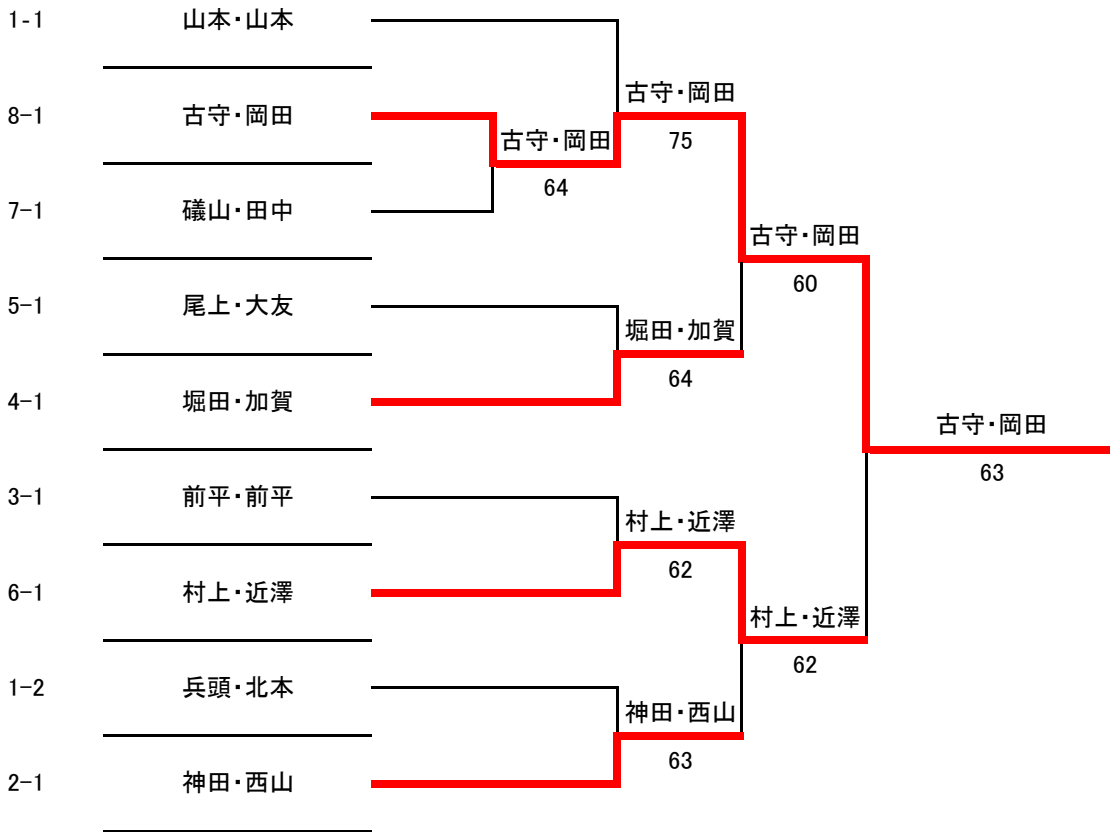 1-1 山本・山本
古守・岡田
8-1 古守・岡田
古守・岡田 75
64
7-1 礒山・田中
古守・岡田
60
5-1 尾上・大友
堀田・加賀
64
4-1 堀田・加賀
古守・岡田
63
3-1 前平・前平
村上・近澤
62
6-1 村上・近澤
村上・近澤
62
1-2 兵頭・北本
神田・西山
63
2-1 神田・西山